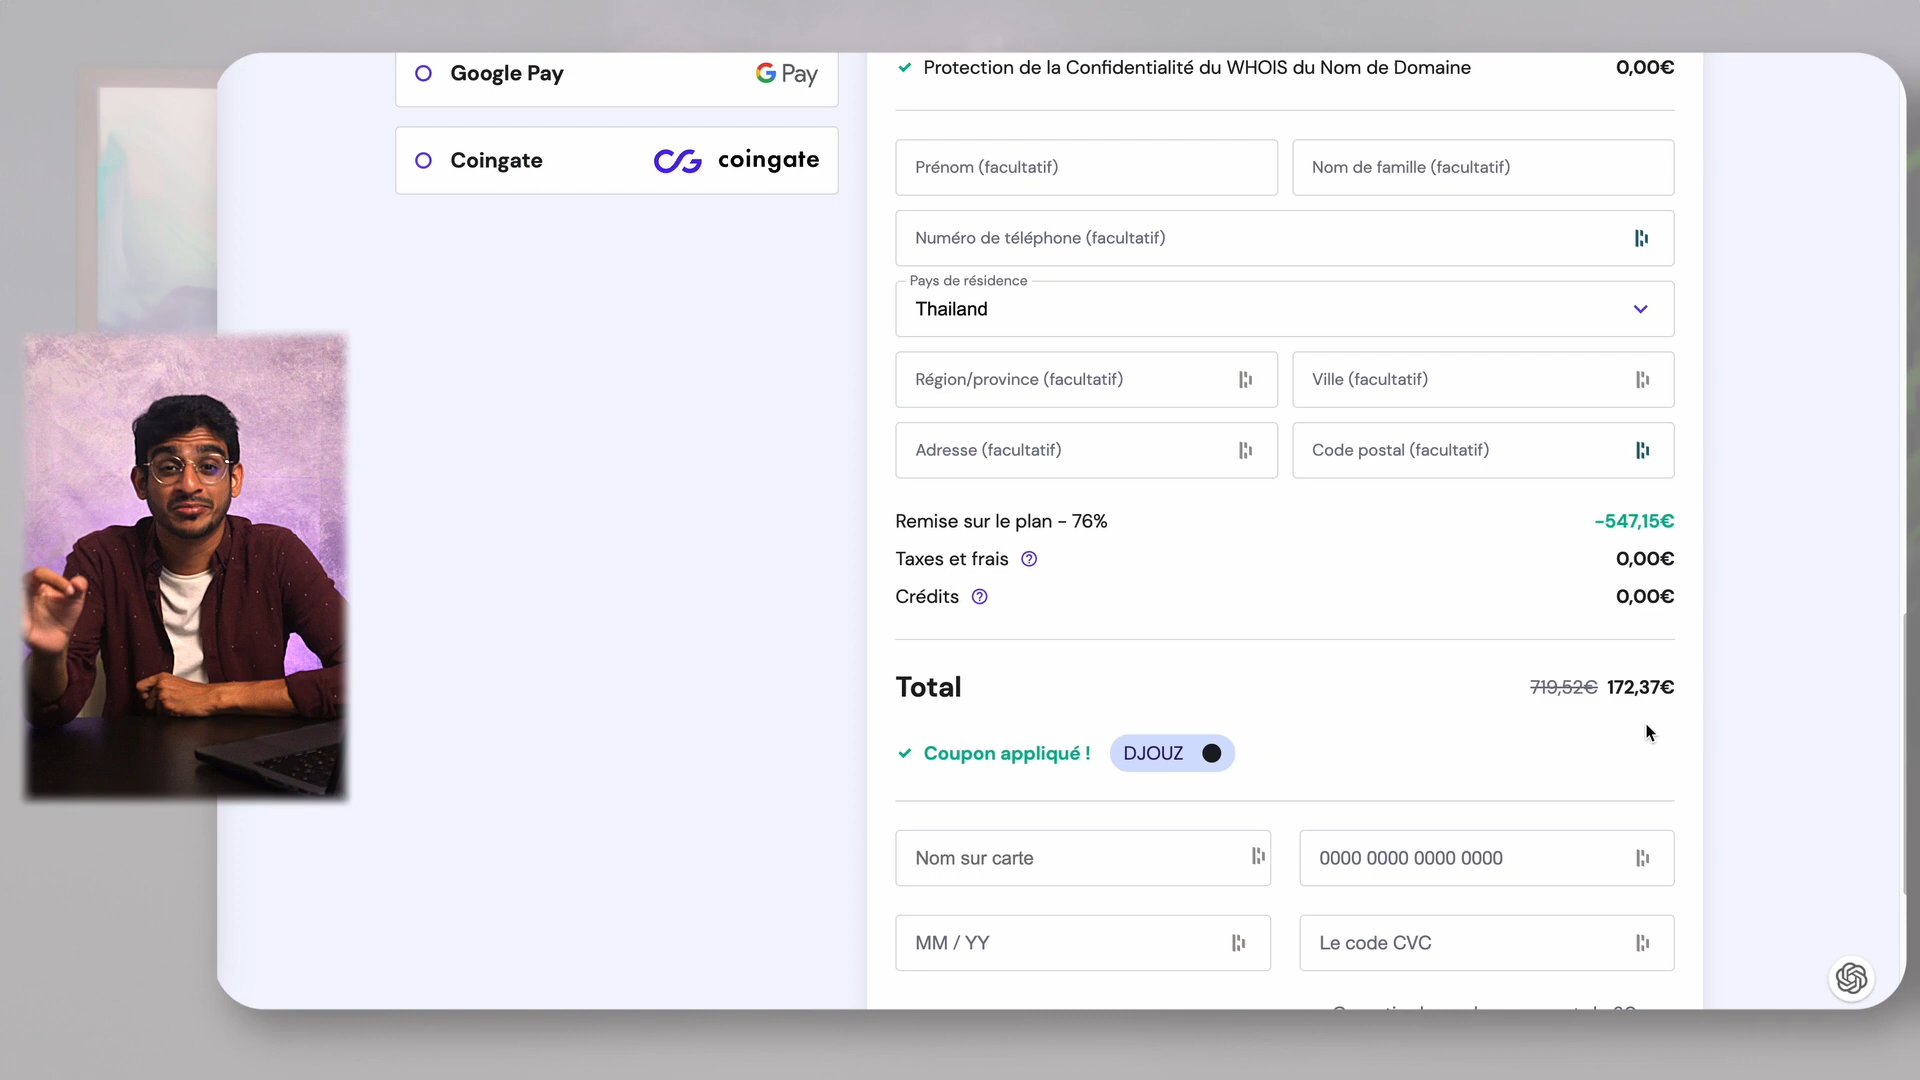 Google Pay
G Pay
Coingate
coingate
Protection de la Confidentialité du WHOIS du Nom de Domaine 0,00€
Prénom (facultatif)
Nom de famille (facultatif)
Numéro de téléphone (facultatif)
Pays de résidence
Thailand
Région/province (facultatif)
Ville (facultatif)
Adresse (facultatif)
Code postal (facultatif)
Remise sur le plan - 76% -547,15€
Taxes et frais 0,00€
Crédits 0,00€
Total 719,52€ 172,37€
Coupon appliqué ! DJOUZ
Nom sur carte
0000 0000 0000 0000
MM / YY
Le code CVC